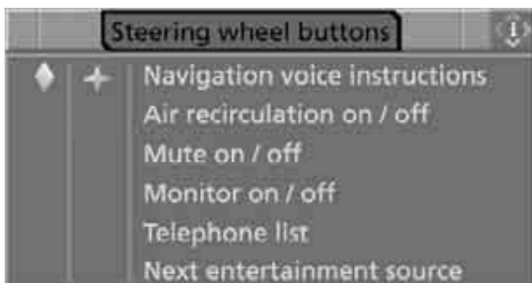 Steering wheel buttons
Navigation voice instructions
Air recirculation on / off
Mute on / off
Monitor on / off
Telephone list
Next entertainment source